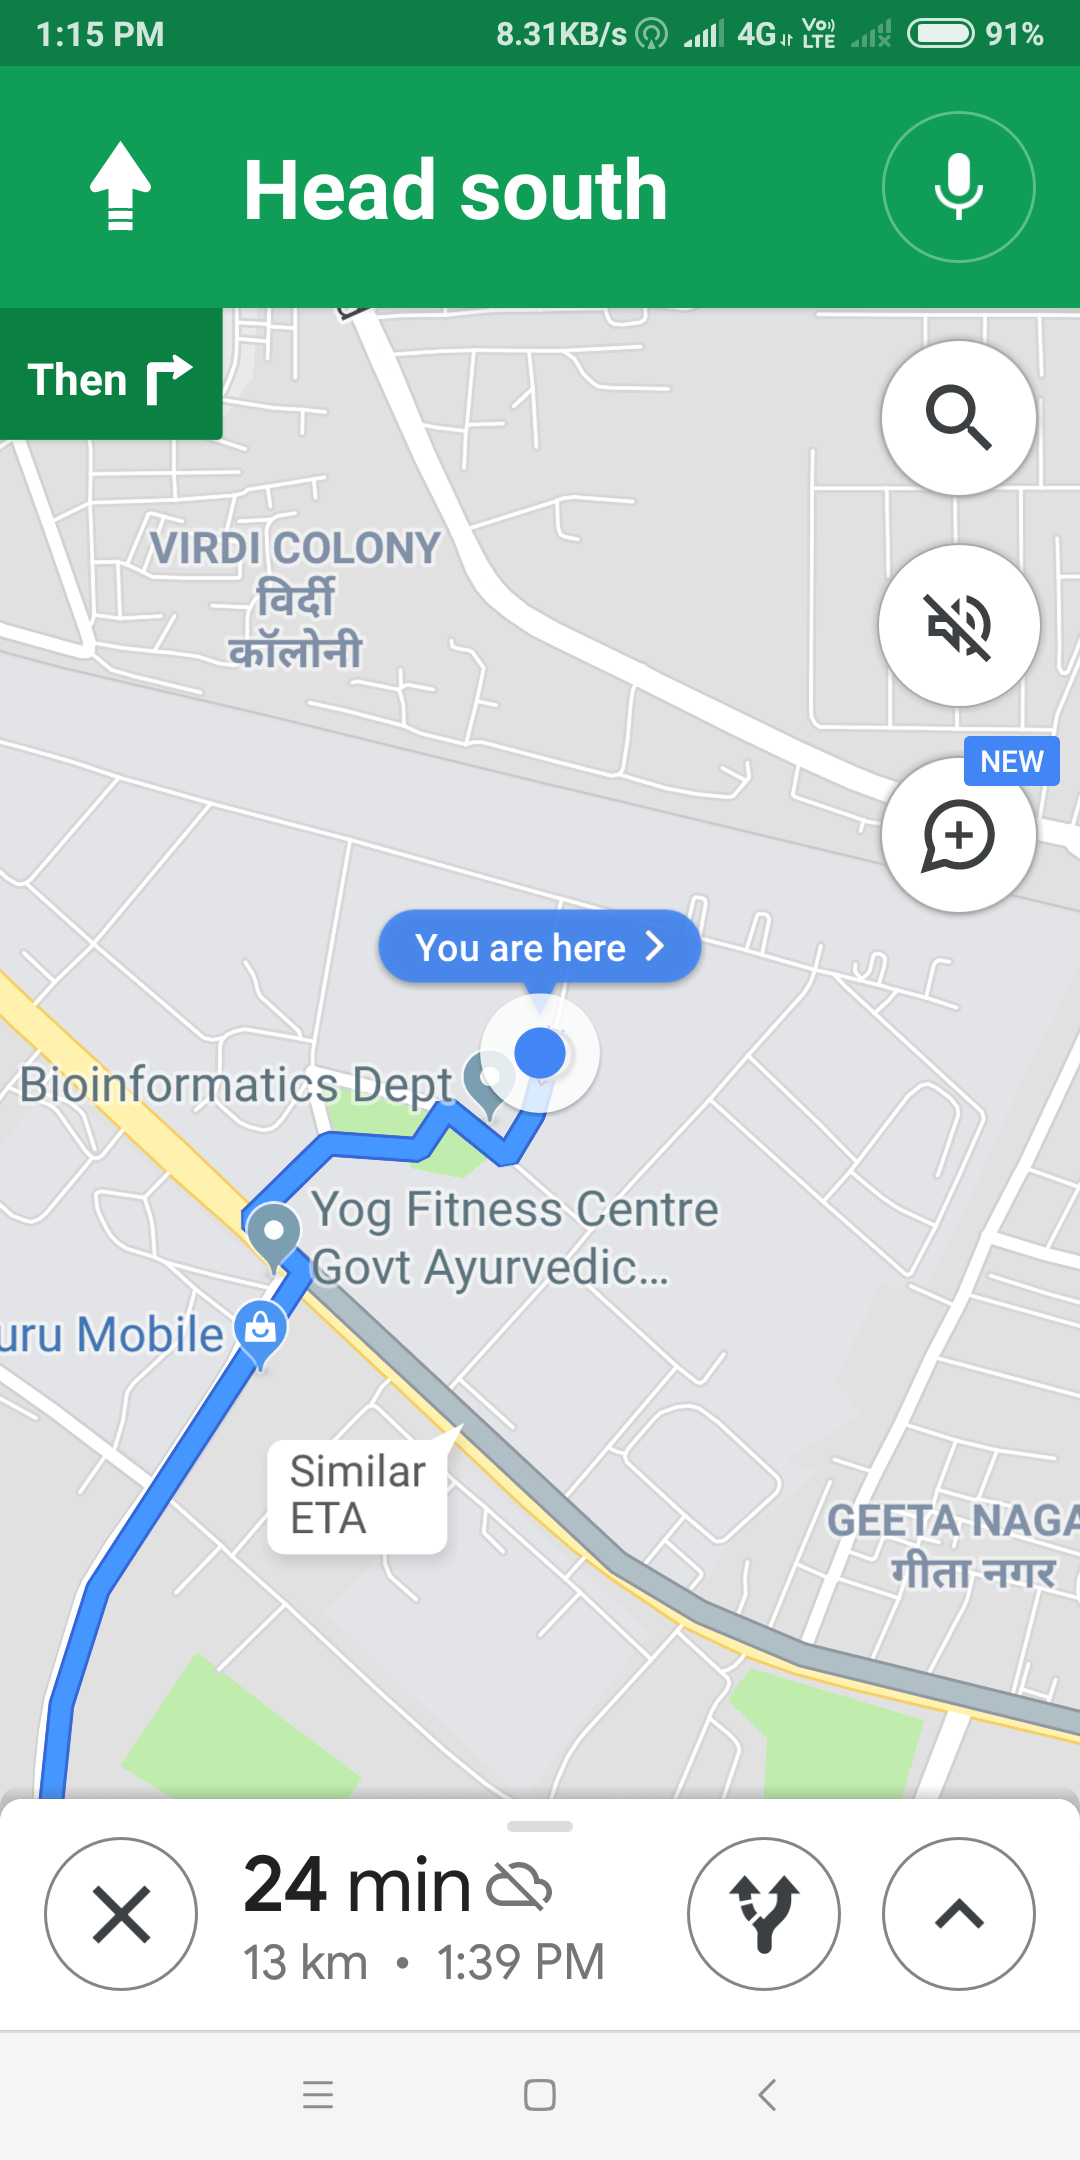 1:15 PM 8.31KB/s 4G Vo)) LTE 91%
Head south
Then
VIRDI COLONY
विर्दी
कॉलोनी
NEW
You are here
Bioinformatics Dept
Yog Fitness Centre
Govt Ayurvedic...
uru Mobile
Similar
ETA
GEETA NAGA
गीता नगर
24 min
13 km • 1:39 PM